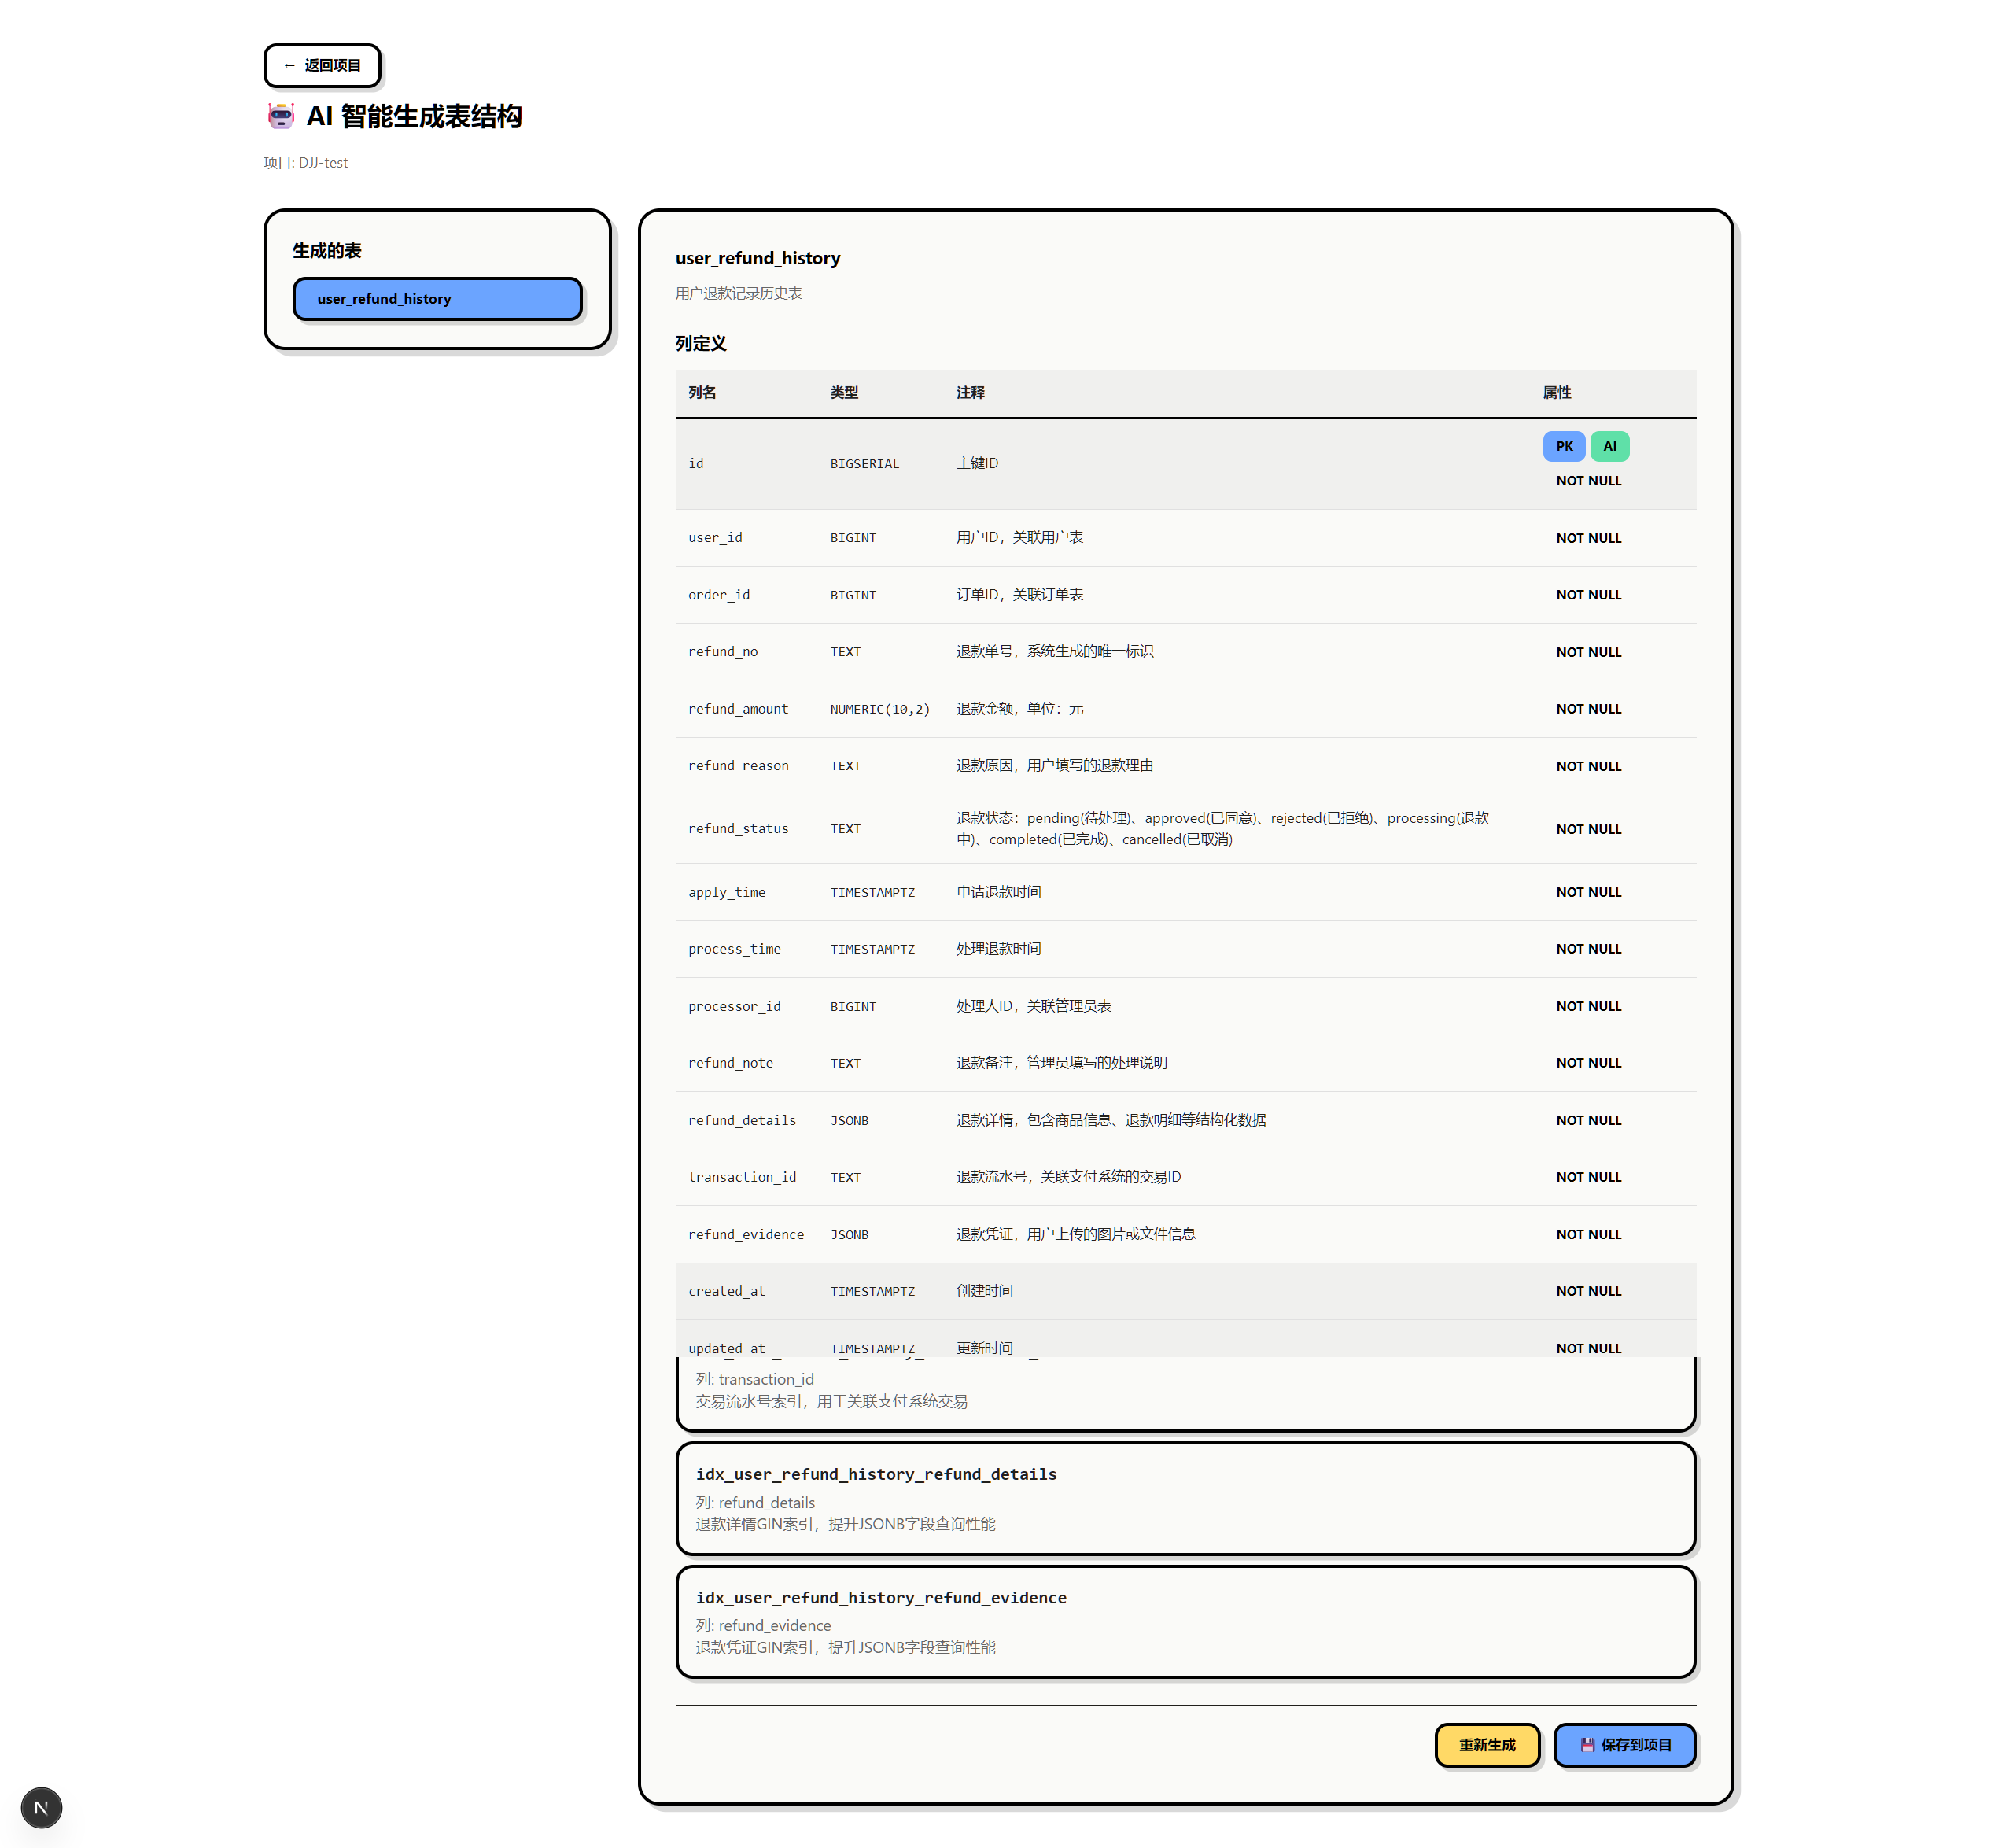 ← 返回项目
AI 智能生成表结构
项目: DJJ-test
生成的表
user_refund_history
user_refund_history
用户退款记录历史表
列定义
列名 类型 注释 属性
id BIGSERIAL 主键ID PK AI NOT NULL
user_id BIGINT 用户ID，关联用户表 NOT NULL
order_id BIGINT 订单ID，关联订单表 NOT NULL
refund_no TEXT 退款单号，系统生成的唯一标识 NOT NULL
refund_amount NUMERIC(10,2) 退款金额，单位：元 NOT NULL
refund_reason TEXT 退款原因，用户填写的退款理由 NOT NULL
refund_status TEXT 退款状态：pending(待处理)、approved(已同意)、rejected(已拒绝)、processing(退款
中)、completed(已完成)、cancelled(已取消) NOT NULL
apply_time TIMESTAMPTZ 申请退款时间 NOT NULL
process_time TIMESTAMPTZ 处理退款时间 NOT NULL
processor_id BIGINT 处理人ID，关联管理员表 NOT NULL
refund_note TEXT 退款备注，管理员填写的处理说明 NOT NULL
refund_details JSONB 退款详情，包含商品信息、退款明细等结构化数据 NOT NULL
transaction_id TEXT 退款流水号，关联支付系统的交易ID NOT NULL
refund_evidence JSONB 退款凭证，用户上传的图片或文件信息 NOT NULL
created_at TIMESTAMPTZ 创建时间 NOT NULL
updated_at TIMESTAMPTZ 更新时间 NOT NULL
列: transaction_id
交易流水号索引，用于关联支付系统交易
idx_user_refund_history_refund_details
列: refund_details
退款详情GIN索引，提升JSONB字段查询性能
idx_user_refund_history_refund_evidence
列: refund_evidence
退款凭证GIN索引，提升JSONB字段查询性能
重新生成 保存到项目
N